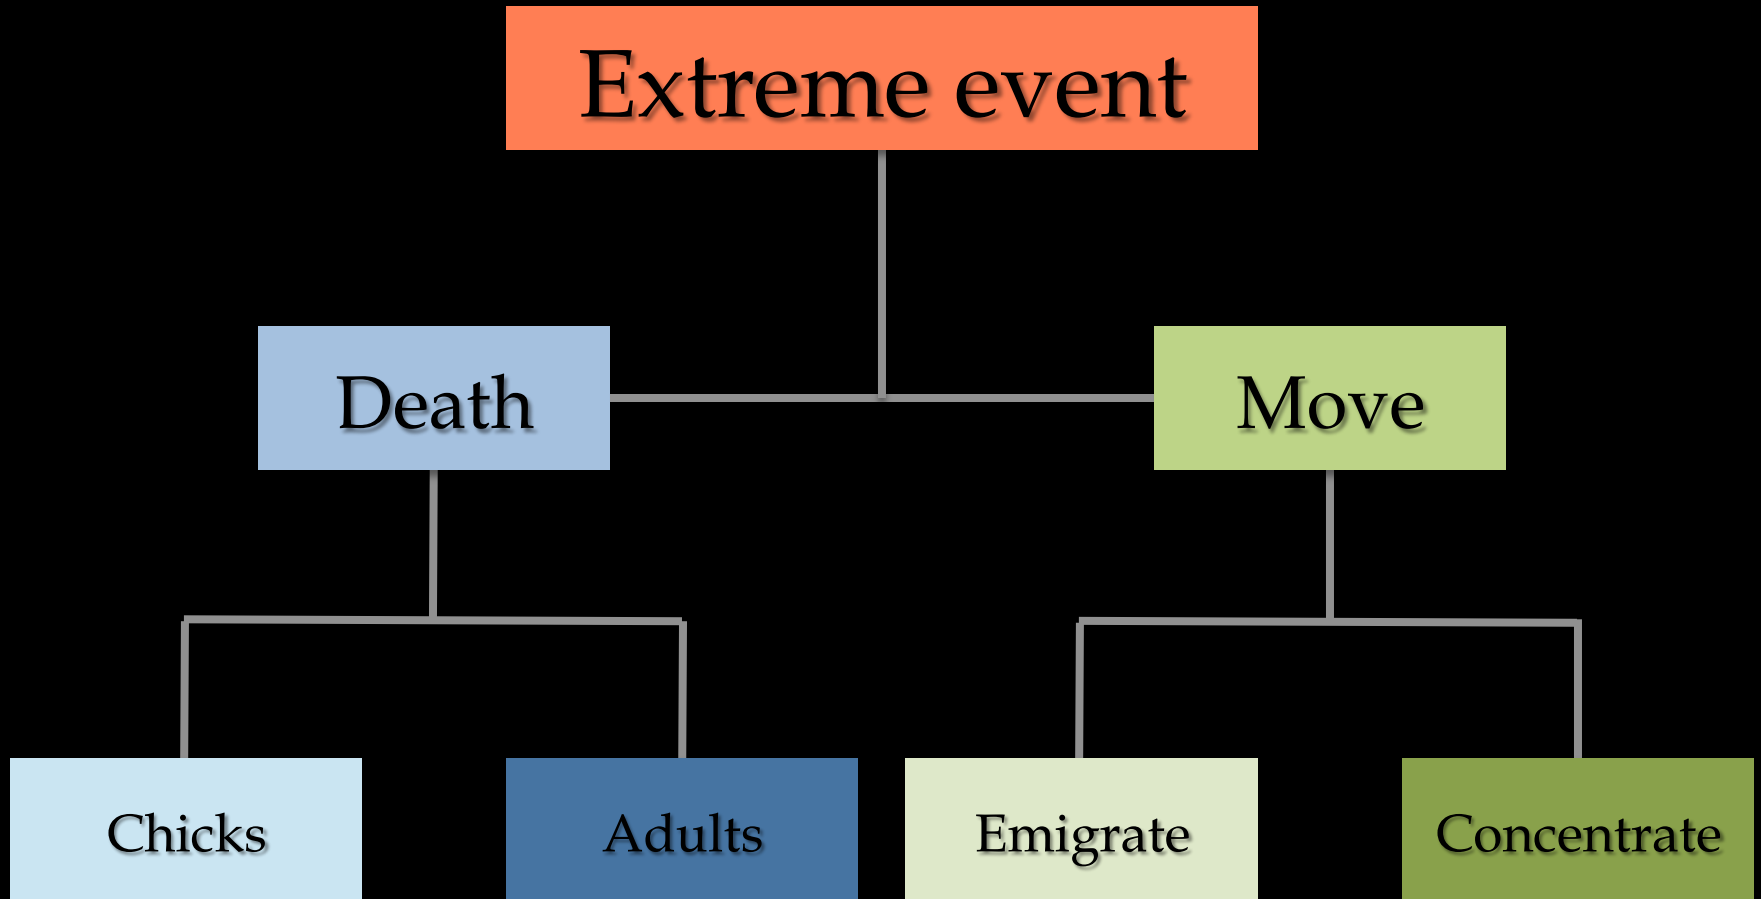 Extreme event
Death
Move
Chicks
Adults
Emigrate
Concentrate